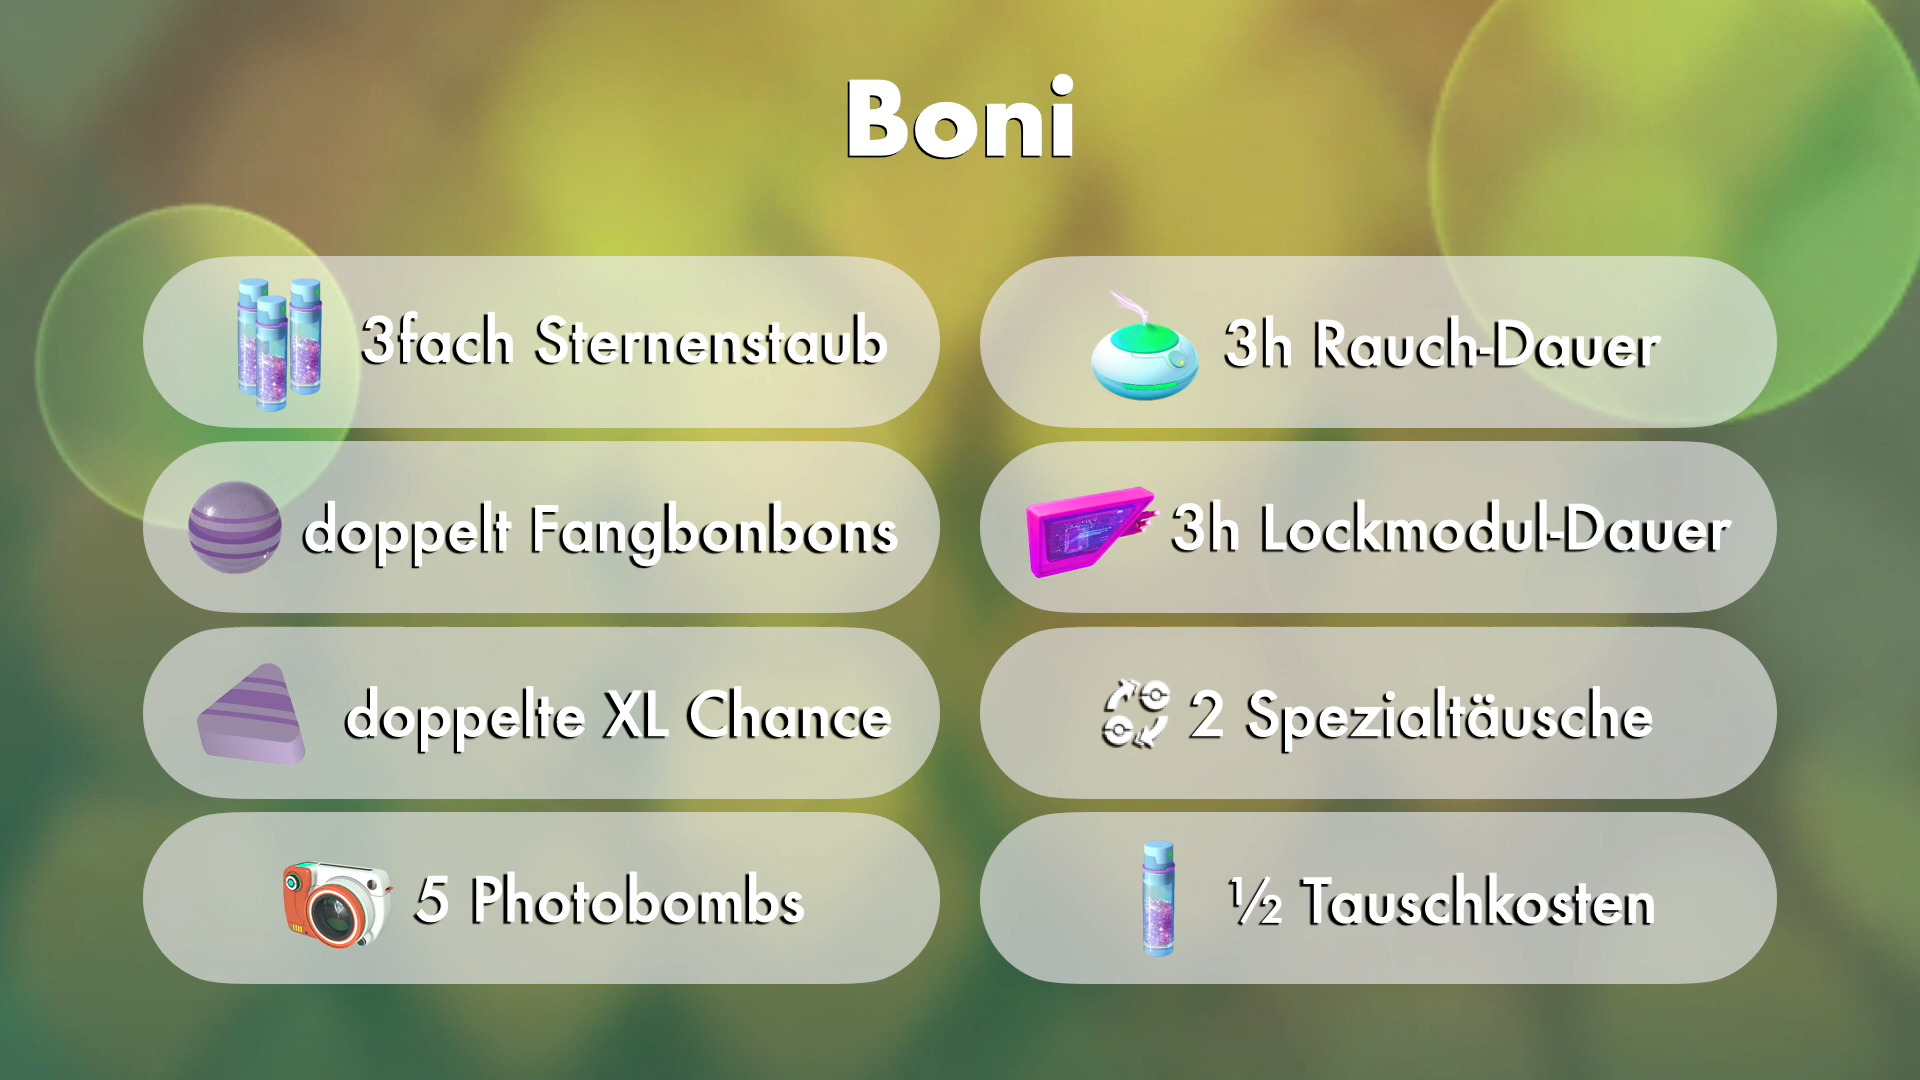 Boni
3fach Sternenstaub
3h Rauch-Dauer
doppelt Fangbonbons
3h Lockmodul-Dauer
doppelte XL Chance
2 Spezialtäusche
5 Photobombs
½ Tauschkosten